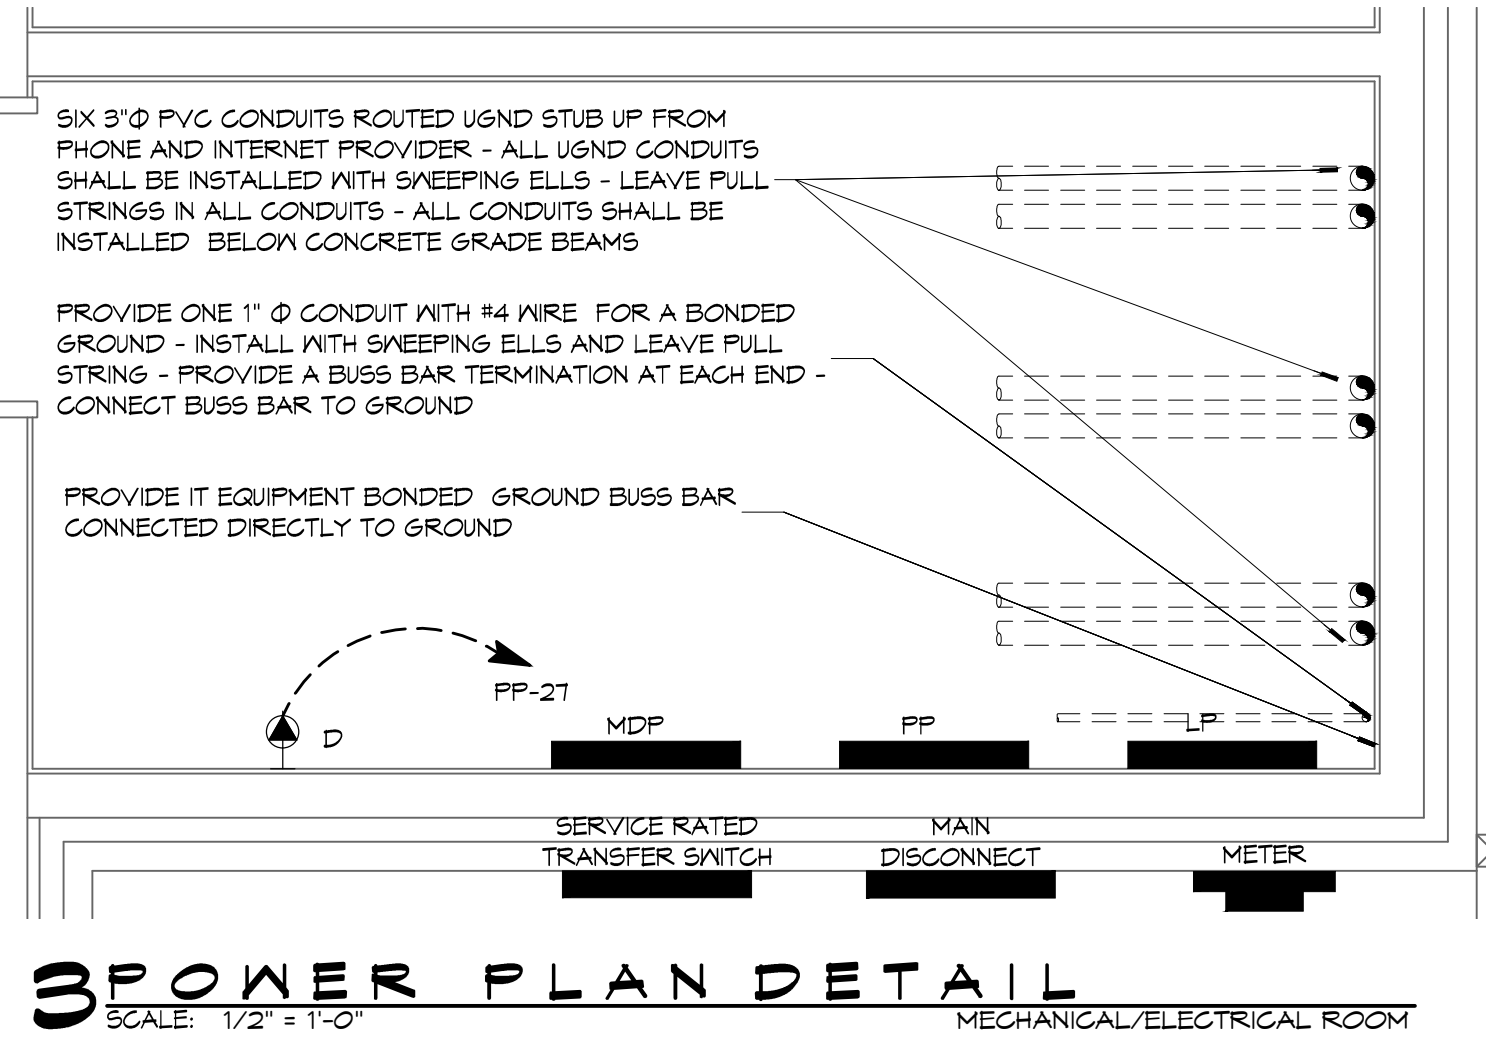 SIX 3"Φ PVC CONDUITS ROUTED UGND STUB UP FROM
PHONE AND INTERNET PROVIDER - ALL UGND CONDUITS
SHALL BE INSTALLED WITH SWEEPING ELLS - LEAVE PULL
STRINGS IN ALL CONDUITS - ALL CONDUITS SHALL BE
INSTALLED BELOW CONCRETE GRADE BEAMS
PROVIDE ONE 1" Φ CONDUIT WITH #4 WIRE FOR A BONDED
GROUND - INSTALL WITH SWEEPING ELLS AND LEAVE PULL
STRING - PROVIDE A BUSS BAR TERMINATION AT EACH END -
CONNECT BUSS BAR TO GROUND
PROVIDE IT EQUIPMENT BONDED GROUND BUSS BAR
CONNECTED DIRECTLY TO GROUND
PP-27
D
MDP
PP
LP
SERVICE RATED
TRANSFER SWITCH
MAIN
DISCONNECT
METER
3 POWER PLAN DETAIL
SCALE: 1/2" = 1'-0"
MECHANICAL/ELECTRICAL ROOM